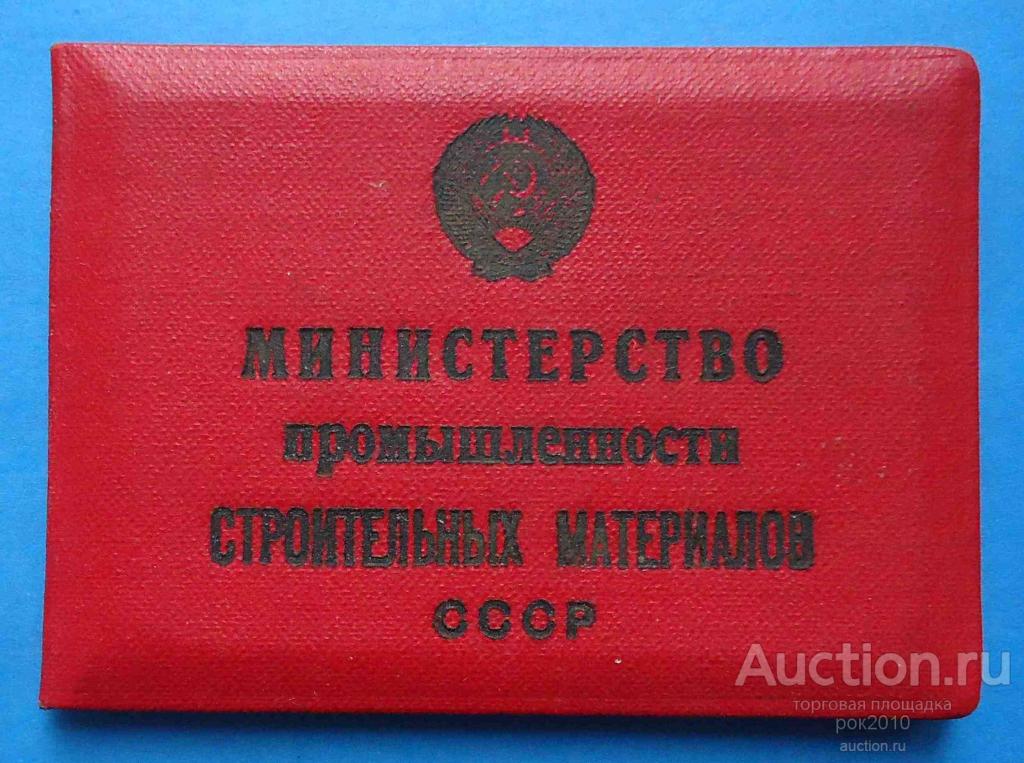 МИНИСТЕРСТВО
промышленности
СТРОИТЕЛЬНЫХ МАТЕРИАЛОВ
СССР
Auction.ru
торговая площадка
рок2010
auction.ru